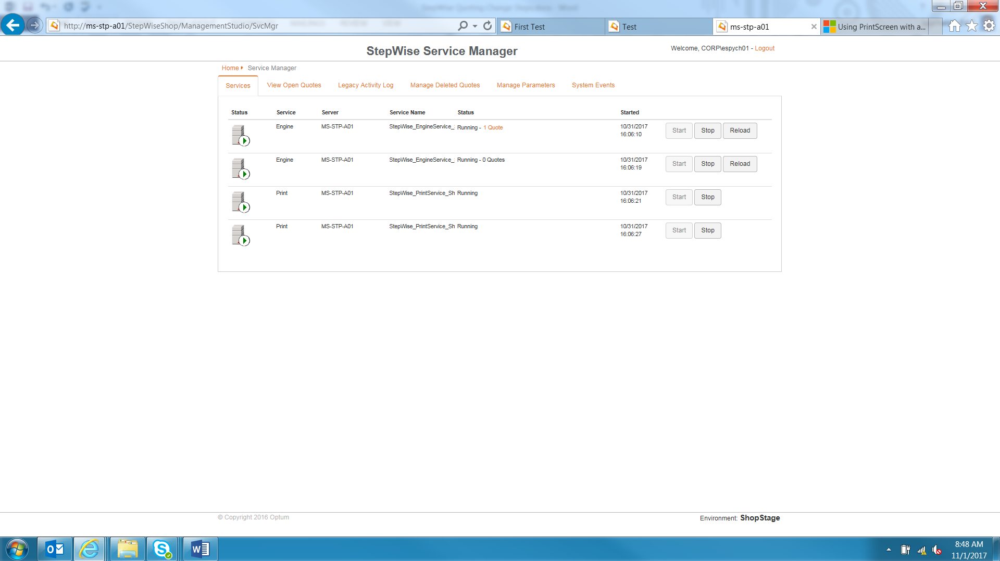 http://ms-stp-a01/StepWiseShop/ManagementStudio/SvcMgr
First Test
Test
ms-stp-a01
Using PrintScreen with a...
StepWise Service Manager
Welcome, CORP\espych01 - Logout
Home Service Manager
Services View Open Quotes Legacy Activity Log Manage Deleted Quotes Manage Parameters System Events
Status Service Server Service Name Status Started
Engine MS-STP-A01 StepWise_EngineService_ Running - 1 Quote 10/31/2017 Start Stop Reload
16:06:10
Engine MS-STP-A01 StepWise_EngineService_ Running - 0 Quotes 10/31/2017 Start Stop Reload
16:06:19
Print MS-STP-A01 StepWise_PrintService_Sh Running 10/31/2017 Start Stop
16:06:21
Print MS-STP-A01 StepWise_PrintService_Sh Running 10/31/2017 Start Stop
16:06:27
© Copyright 2016 Optum
Environment: ShopStage
8:48 AM
11/1/2017